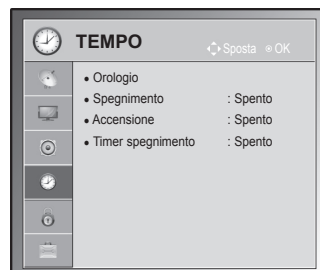 TEMPO
Sposta OK
• Orologio
• Spegnimento : Spento
• Accensione : Spento
• Timer spegnimento : Spento